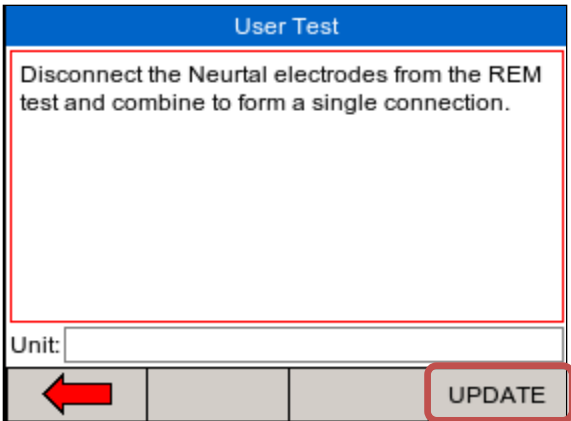 User Test
Disconnect the Neurtal electrodes from the REM
test and combine to form a single connection.
Unit:
UPDATE